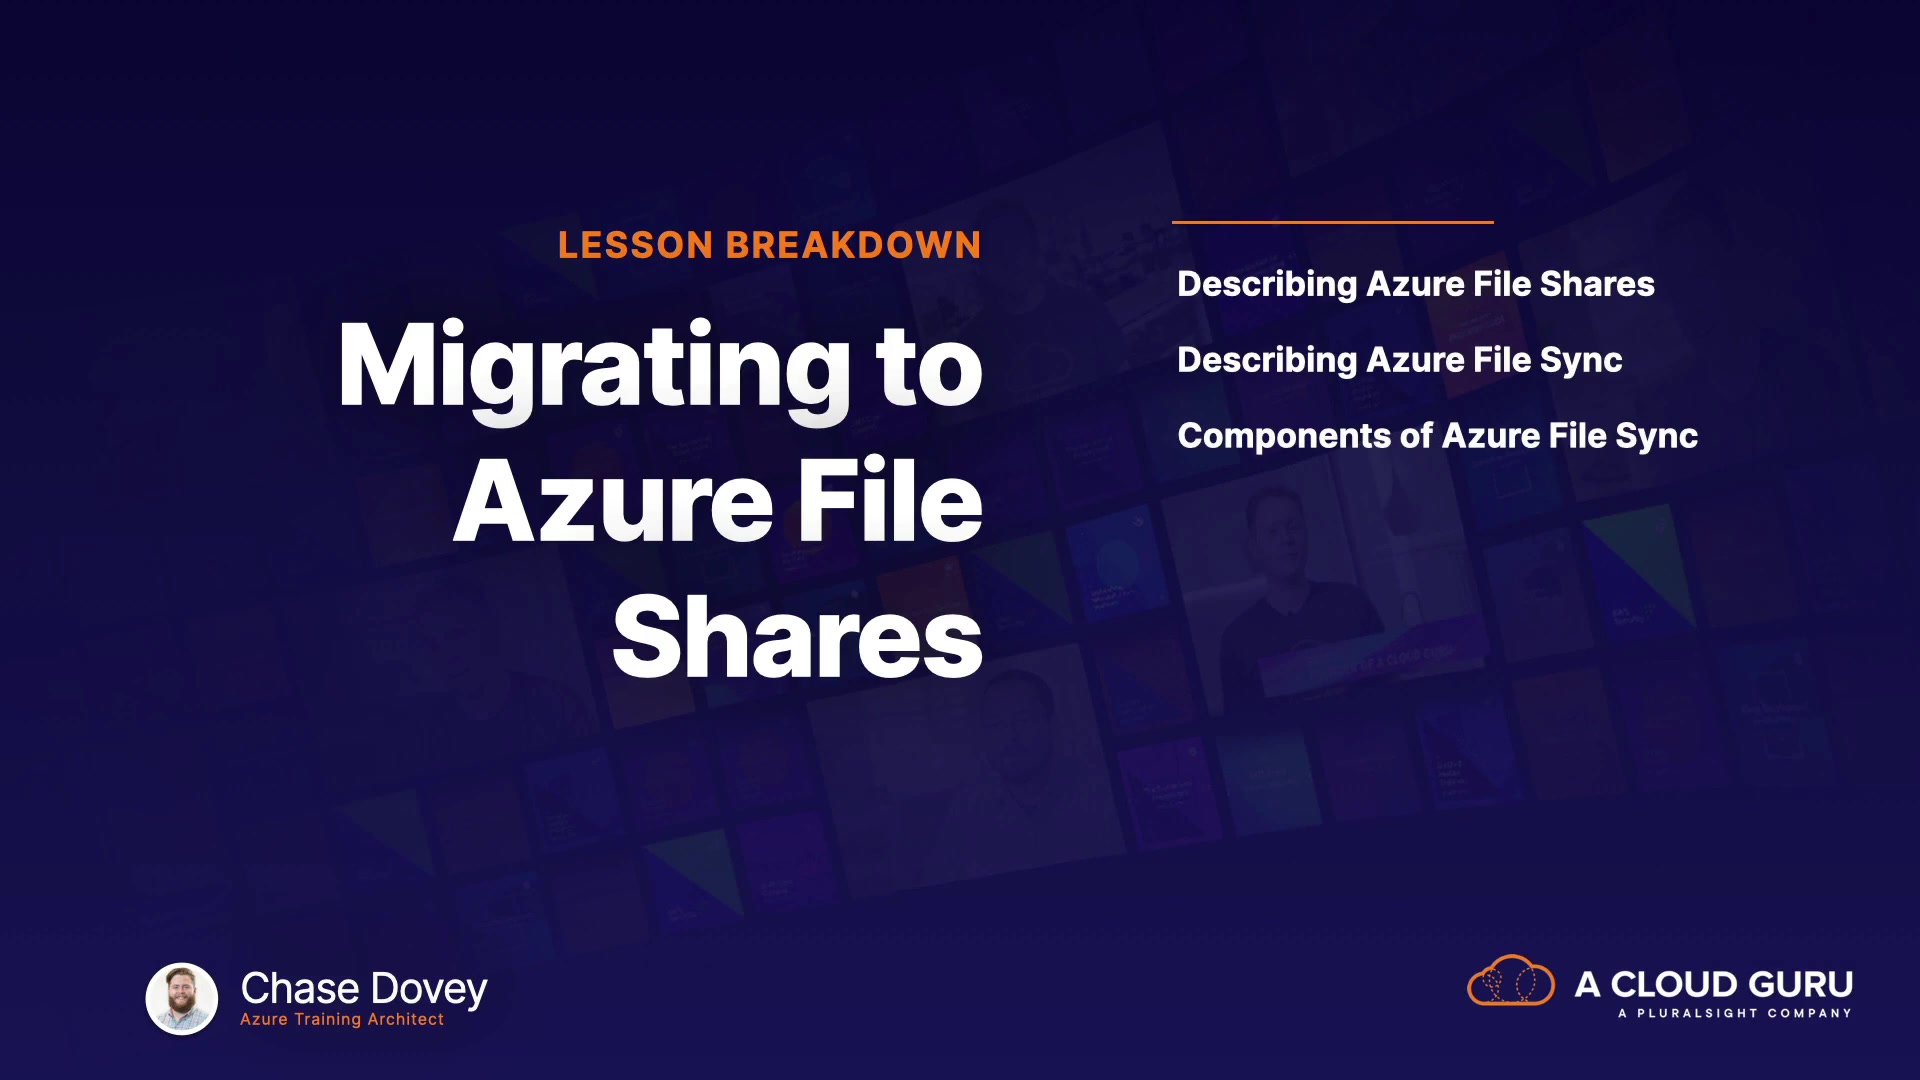 LESSON BREAKDOWN
Migrating to
Azure File
Shares
Describing Azure File Shares
Describing Azure File Sync
Components of Azure File Sync
Chase Dovey
Azure Training Architect
A CLOUD GURU
A PLURALSIGHT COMPANY